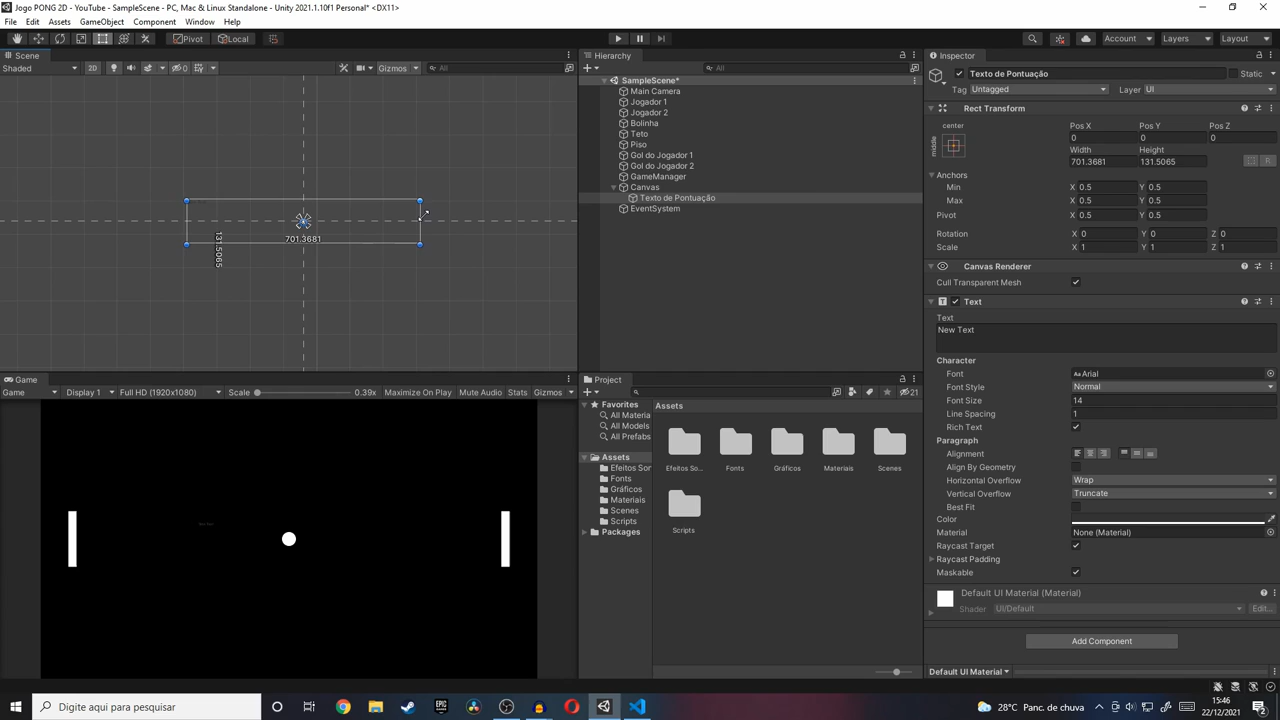 Jogo PONG 2D - YouTube - SampleScene - PC, Mac & Linux Standalone - Unity 2021.1.10f1 Personal* <DX11>
File Edit Assets GameObject Component Window Help
Pivot Local
Account Layers Layout
Scene
Shaded 2D 0 Gizmos All
701.3681
131.5065
Game
Game Display 1 Full HD (1920x1080) Scale 0.39x Maximize On Play Mute Audio Stats Gizmos
Hierarchy
All
SampleScene*
Main Camera
Jogador 1
Jogador 2
Bolinha
Teto
Piso
Gol do Jogador 1
Gol do Jogador 2
GameManager
Canvas
Texto de Pontuação
EventSystem
Project
21
Favorites
All Materia
All Models
All Prefabs
Assets
Efeitos Sor
Fonts
Gráficos
Materiais
Scenes
Scripts
Packages
Assets
Efeitos So... Fonts Gráficos Materiais Scenes
Scripts
Inspector
Texto de Pontuação Static
Tag Untagged Layer UI
Rect Transform
center
middle
Pos X Pos Y Pos Z
0 0 0
Width Height
701.3681 131.5065
R
Anchors
Min X 0.5 Y 0.5
Max X 0.5 Y 0.5
Pivot X 0.5 Y 0.5
Rotation X 0 Y 0 Z 0
Scale X 1 Y 1 Z 1
Canvas Renderer
Cull Transparent Mesh
Text
Text
New Text
Character
Font Arial
Font Style Normal
Font Size 14
Line Spacing 1
Rich Text
Paragraph
Alignment
Align By Geometry
Horizontal Overflow Wrap
Vertical Overflow Truncate
Best Fit
Color
Material None (Material)
Raycast Target
Raycast Padding
Maskable
Default UI Material (Material)
Shader UI/Default Edit...
Add Component
Default UI Material
Digite aqui para pesquisar
EPIC GAMES
28°C Panc. de chuva
15:46
22/12/2021